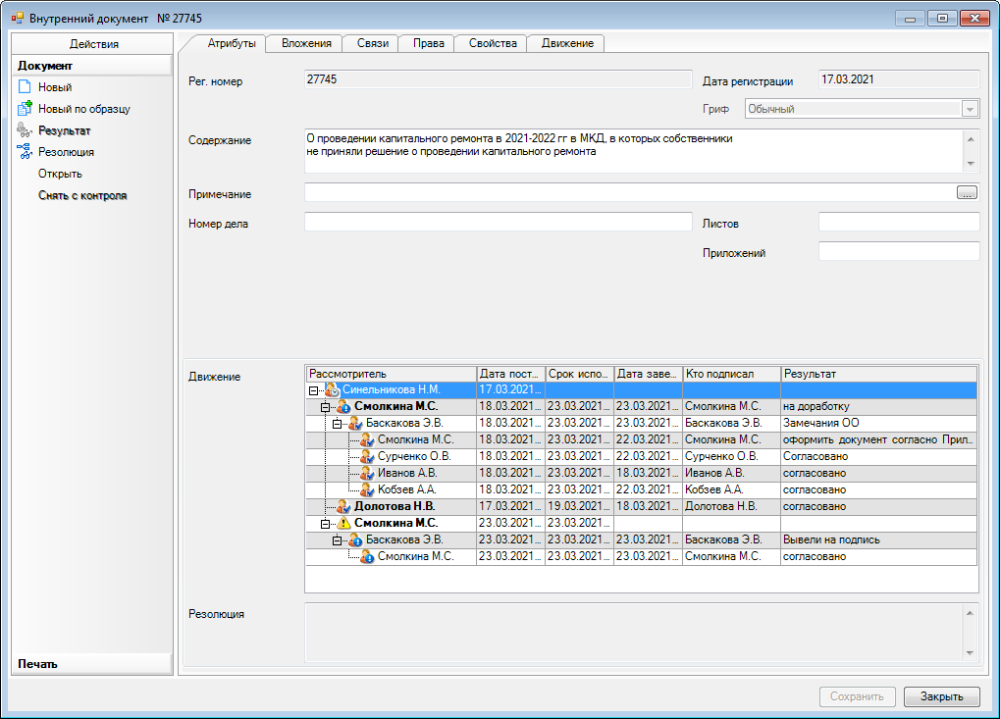 Внутренний документ № 27745
Действия
Документ
Новый
Новый по образцу
Результат
Резолюция
Открыть
Снять с контроля
Печать
Атрибуты Вложения Связи Права Свойства Движение
Рег. номер 27745 Дата регистрации 17.03.2021
Гриф Обычный
Содержание О проведении капитального ремонта в 2021-2022 гг в МКД, в которых собственники
не приняли решение о проведении капитального ремонта
Примечание ...
Номер дела Листов
Приложений
Движение
Рассмотритель Дата пост... Срок испо... Дата заве... Кто подписал Результат
Синельникова Н.М. 17.03.2021...
Смолкина М.С. 18.03.2021... 23.03.2021... 23.03.2021... Смолкина М.С. на доработку
Баскакова Э.В. 18.03.2021... 23.03.2021... 23.03.2021... Баскакова Э.В. Замечания ОО
Смолкина М.С. 18.03.2021... 23.03.2021... 22.03.2021... Смолкина М.С. оформить документ согласно Прил...
Сурченко О.В. 18.03.2021... 23.03.2021... 22.03.2021... Сурченко О.В. Согласовано
Иванов А.В. 18.03.2021... 23.03.2021... 18.03.2021... Иванов А.В. согласовано
Кобзев А.А. 18.03.2021... 23.03.2021... 22.03.2021... Кобзев А.А. согласовано
Долотова Н.В. 17.03.2021... 19.03.2021... 18.03.2021... Долотова Н.В. согласовано
Смолкина М.С. 23.03.2021... 23.03.2021...
Баскакова Э.В. 23.03.2021... 23.03.2021... 23.03.2021... Баскакова Э.В. Вывели на подпись
Смолкина М.С. 23.03.2021... 23.03.2021... 23.03.2021... Смолкина М.С. согласовано
Резолюция
Сохранить Закрыть